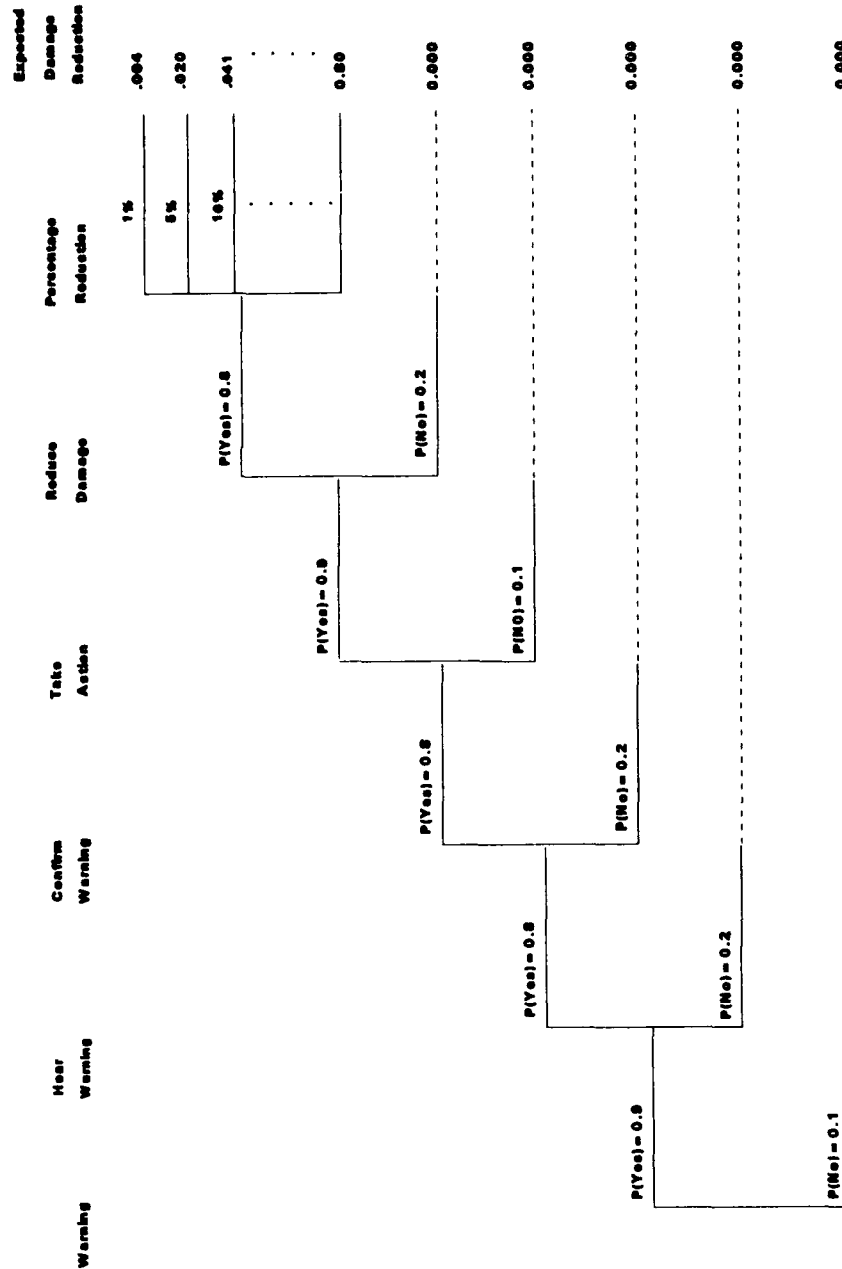 Expected
Hear Confirm Take Reduce Percentage Damage
Warning Warning Warning Action Damage Reduction Reduction
1% .004
5% .020
10% .041
P(Yes)=0.8
0.80
P(Yes)=0.9
P(No)=0.2 0.000
P(Yes)=0.8
P(NO)=0.1 0.000
P(Yes)=0.8
P(No)=0.2 0.000
P(Yes)=0.9
P(No)=0.2 0.000
P(No)=0.1 0.000